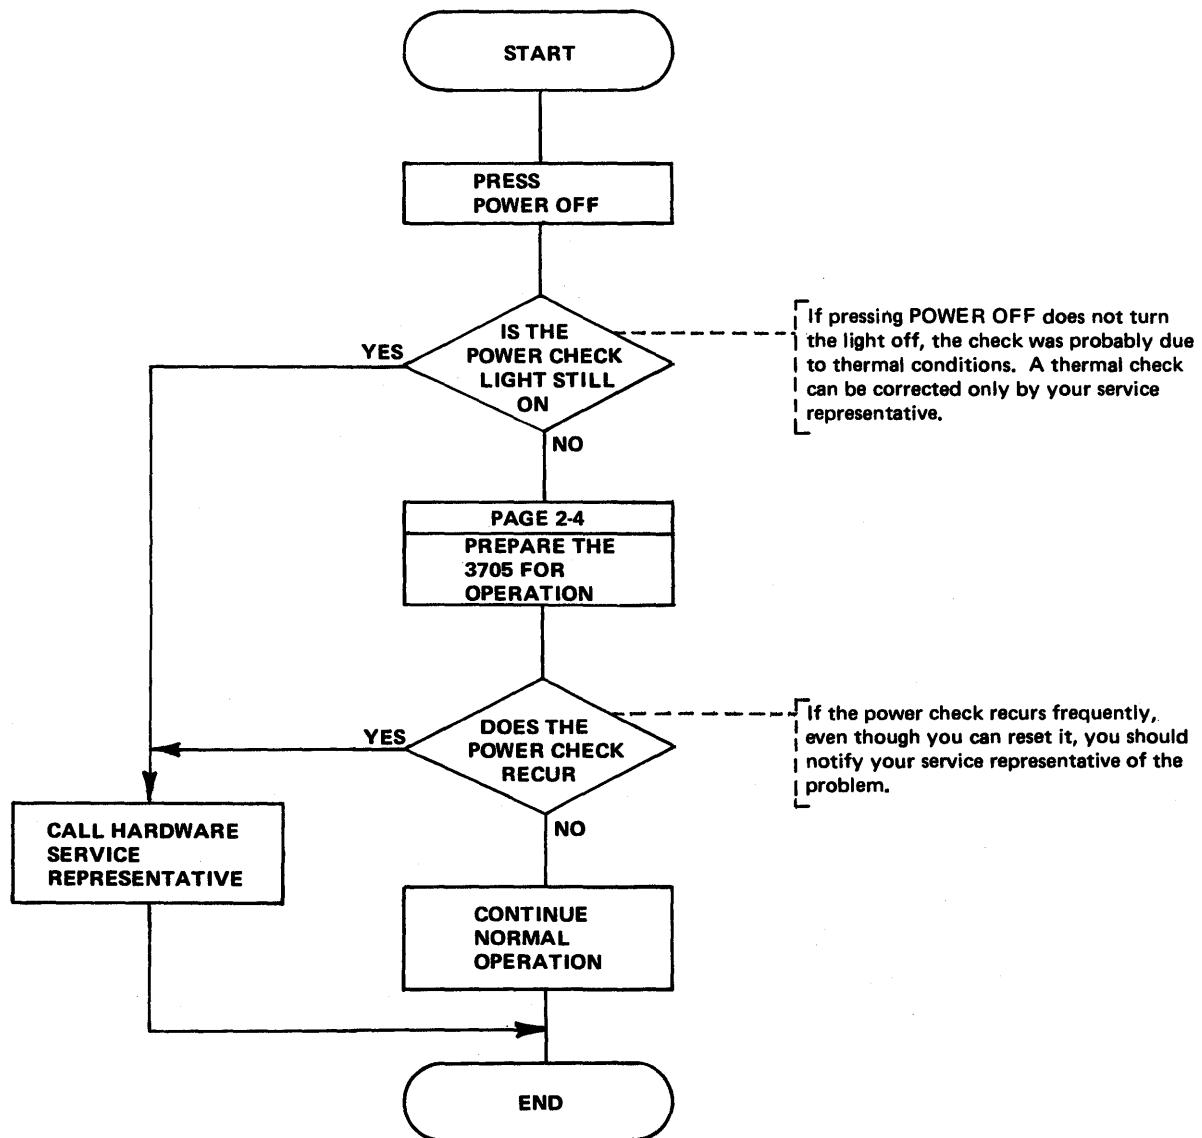 START
PRESS
POWER OFF
IS THE
POWER CHECK
LIGHT STILL
ON
YES
NO
If pressing POWER OFF does not turn
the light off, the check was probably due
to thermal conditions. A thermal check
can be corrected only by your service
representative.
PAGE 2-4
PREPARE THE
3705 FOR
OPERATION
DOES THE
POWER CHECK
RECUR
YES
NO
If the power check recurs frequently,
even though you can reset it, you should
notify your service representative of the
problem.
CALL HARDWARE
SERVICE
REPRESENTATIVE
CONTINUE
NORMAL
OPERATION
END